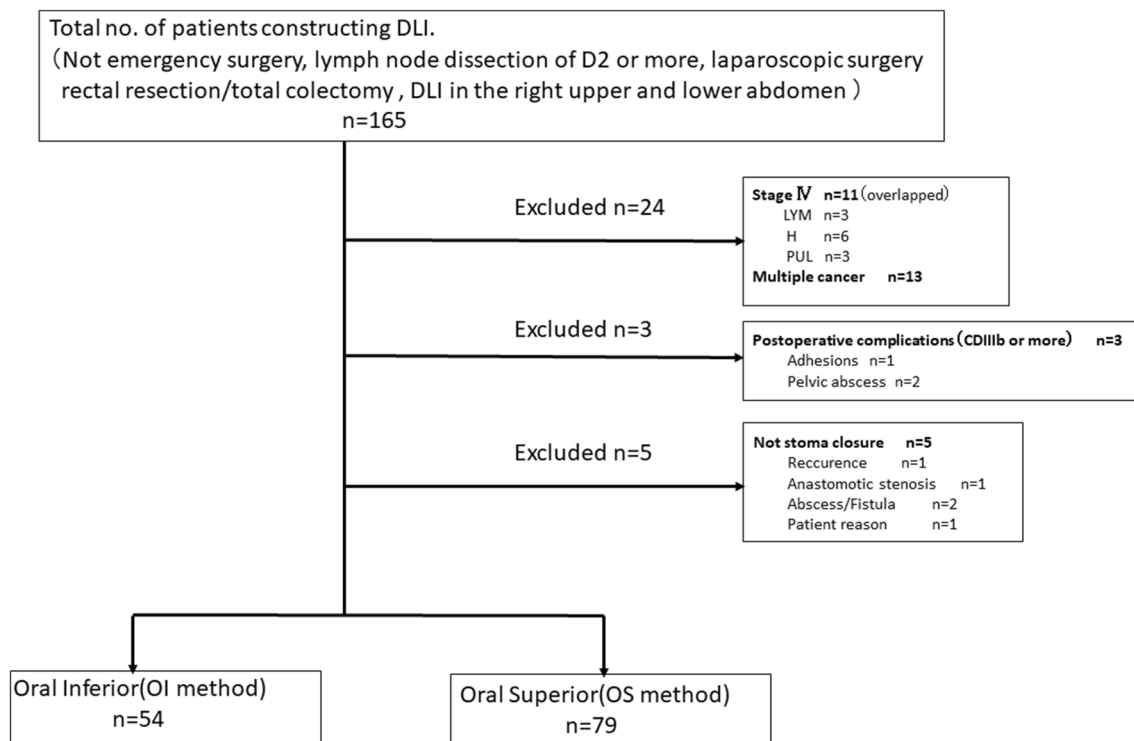 Total no. of patients constructing DLI.
(Not emergency surgery, lymph node dissection of D2 or more, laparoscopic surgery
rectal resection/total colectomy , DLI in the right upper and lower abdomen )
n=165
Excluded n=24
Stage Ⅳ n=11(overlapped)
LYM n=3
H n=6
PUL n=3
Multiple cancer n=13
Excluded n=3
Postoperative complications(CDIIIb or more) n=3
Adhesions n=1
Pelvic abscess n=2
Excluded n=5
Not stoma closure n=5
Reccurence n=1
Anastomotic stenosis n=1
Abscess/Fistula n=2
Patient reason n=1
Oral Inferior(OI method)
n=54
Oral Superior(OS method)
n=79